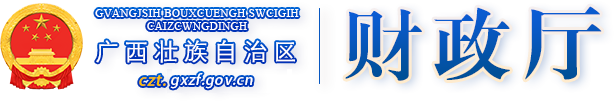 GVANGJSIH BOUXCUENGH SWCIGIH
CAIZCWNGDINGH
广西壮族自治区
czt.gxzf.gov.cn
财政厅